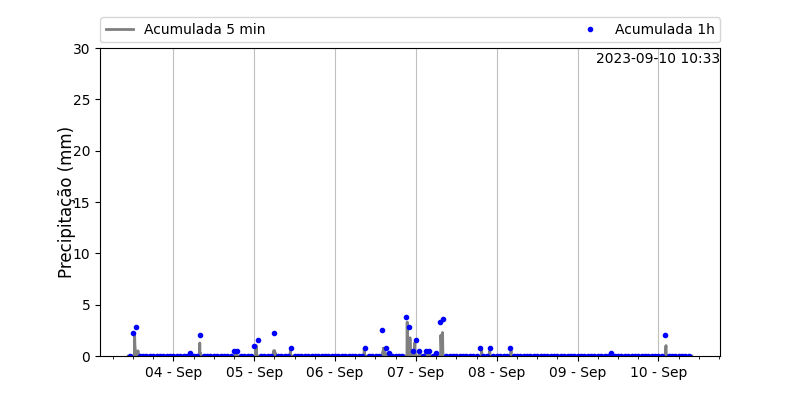 Acumulada 5 min
Acumulada 1h
2023-09-10 10:33
Precipitação (mm)
30
25
20
15
10
5
0
04 - Sep
05 - Sep
06 - Sep
07 - Sep
08 - Sep
09 - Sep
10 - Sep